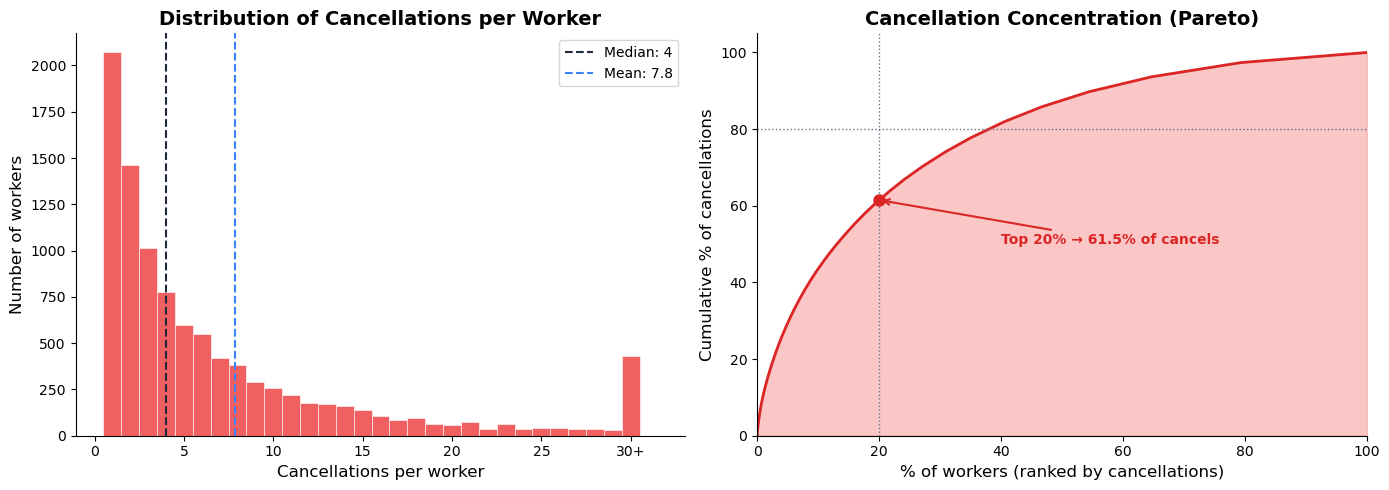 Distribution of Cancellations per Worker
Median: 4
Mean: 7.8
2000
1750
1500
1250
1000
750
500
250
0
Number of workers
0 5 10 15 20 25 30+
Cancellations per worker
Cancellation Concentration (Pareto)
100
80
60
40
20
0
Cumulative % of cancellations
Top 20% → 61.5% of cancels
0 20 40 60 80 100
% of workers (ranked by cancellations)